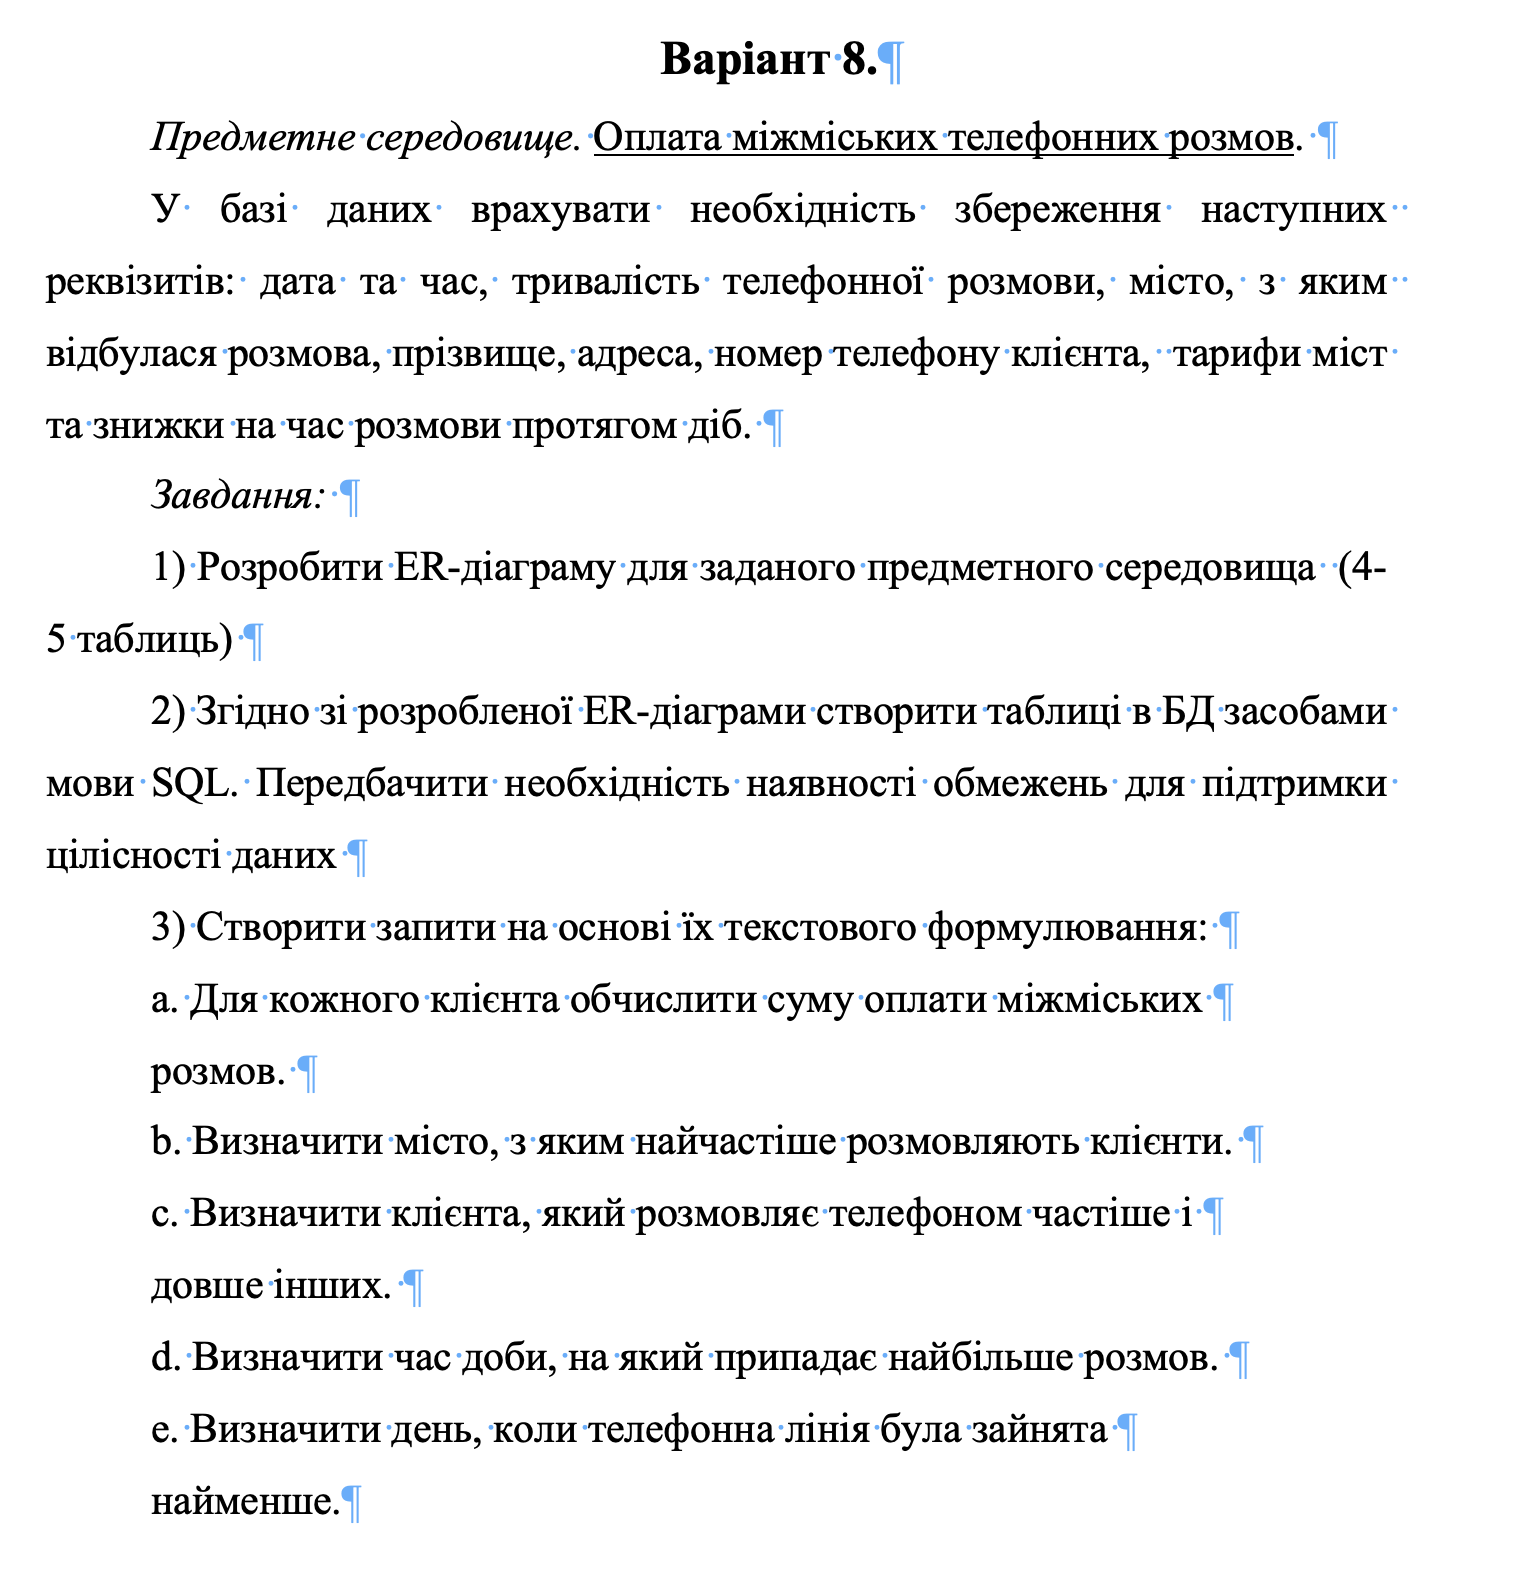 Варіант 8.
Предметне середовище. Оплата міжміських телефонних розмов.
У базі даних врахувати необхідність збереження наступних
реквізитів: дата та час, тривалість телефонної розмови, місто, з яким
відбулася розмова, прізвище, адреса, номер телефону клієнта, тарифи міст
та знижки на час розмови протягом діб.
Завдання:
1) Розробити ER-діаграму для заданого предметного середовища (4-
5 таблиць)
2) Згідно зі розробленої ER-діаграми створити таблиці в БД засобами
мови SQL. Передбачити необхідність наявності обмежень для підтримки
цілісності даних
3) Створити запити на основі їх текстового формулювання:
a. Для кожного клієнта обчислити суму оплати міжміських
розмов.
b. Визначити місто, з яким найчастіше розмовляють клієнти.
c. Визначити клієнта, який розмовляє телефоном частіше і
довше інших.
d. Визначити час доби, на який припадає найбільше розмов.
e. Визначити день, коли телефонна лінія була зайнята
найменше.